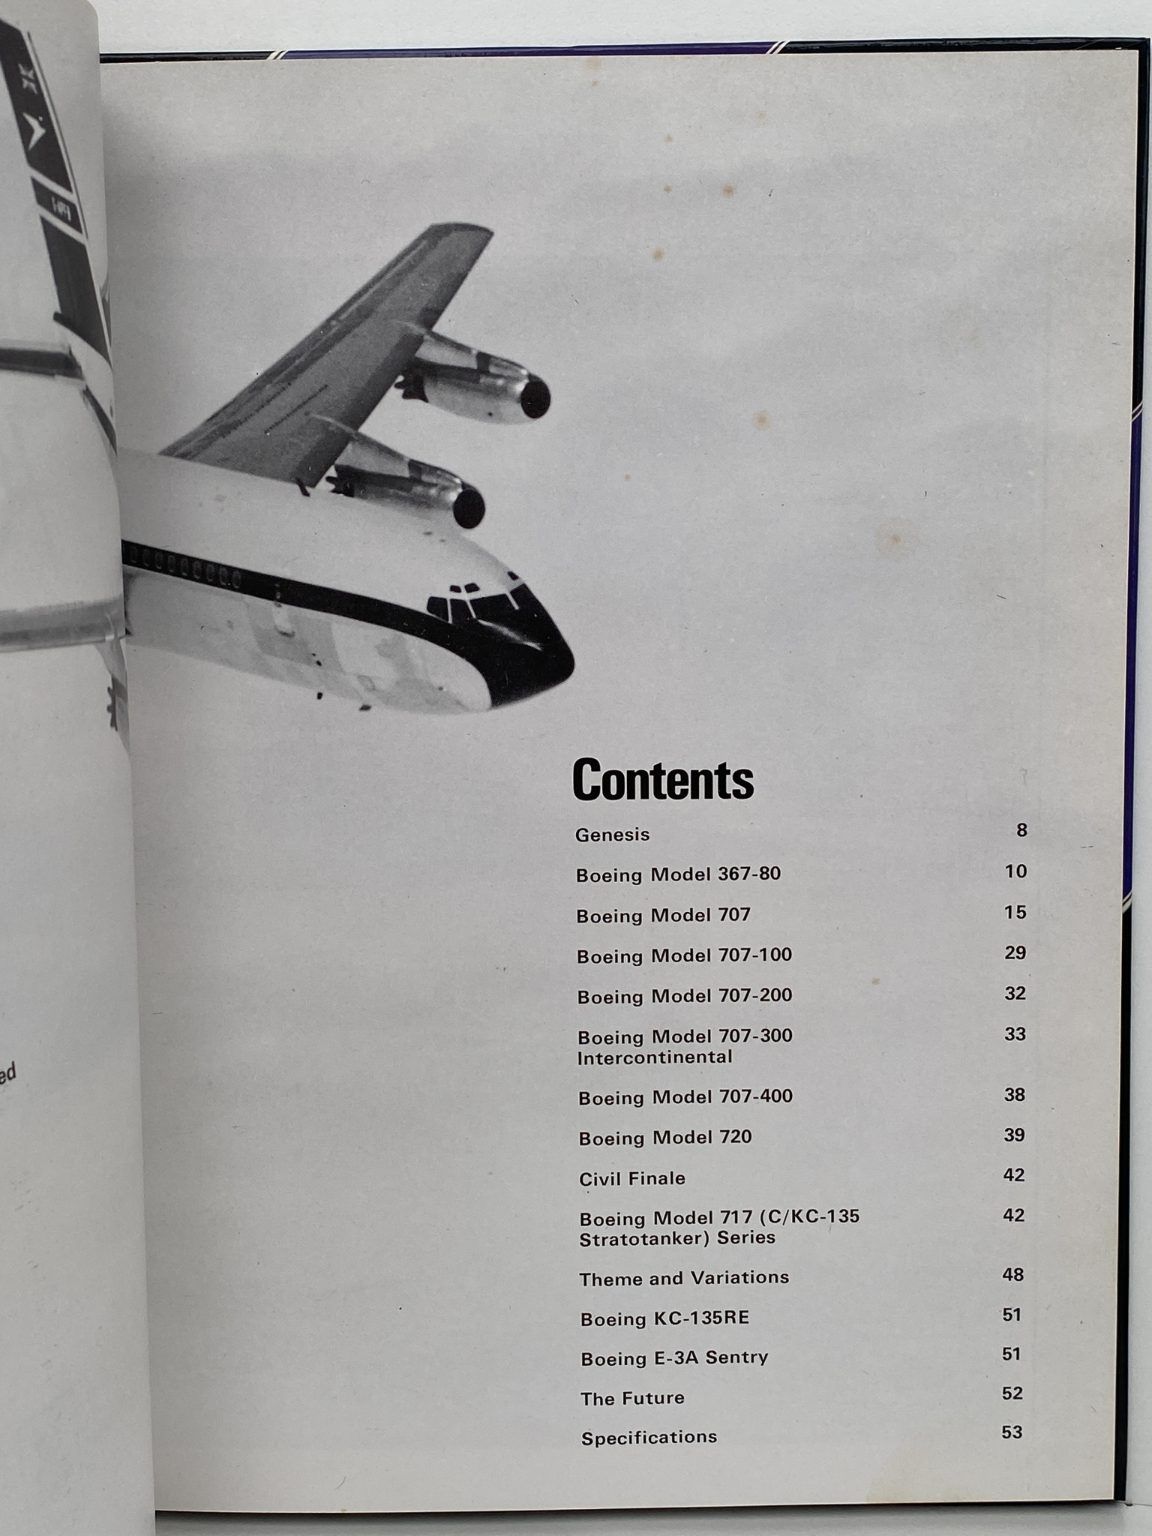 ed
Contents
Genesis 8
Boeing Model 367-80 10
Boeing Model 707 15
Boeing Model 707-100 29
Boeing Model 707-200 32
Boeing Model 707-300 33
Intercontinental
Boeing Model 707-400 38
Boeing Model 720 39
Civil Finale 42
Boeing Model 717 (C/KC-135 42
Stratotanker) Series
Theme and Variations 48
Boeing KC-135RE 51
Boeing E-3A Sentry 51
The Future 52
Specifications 53